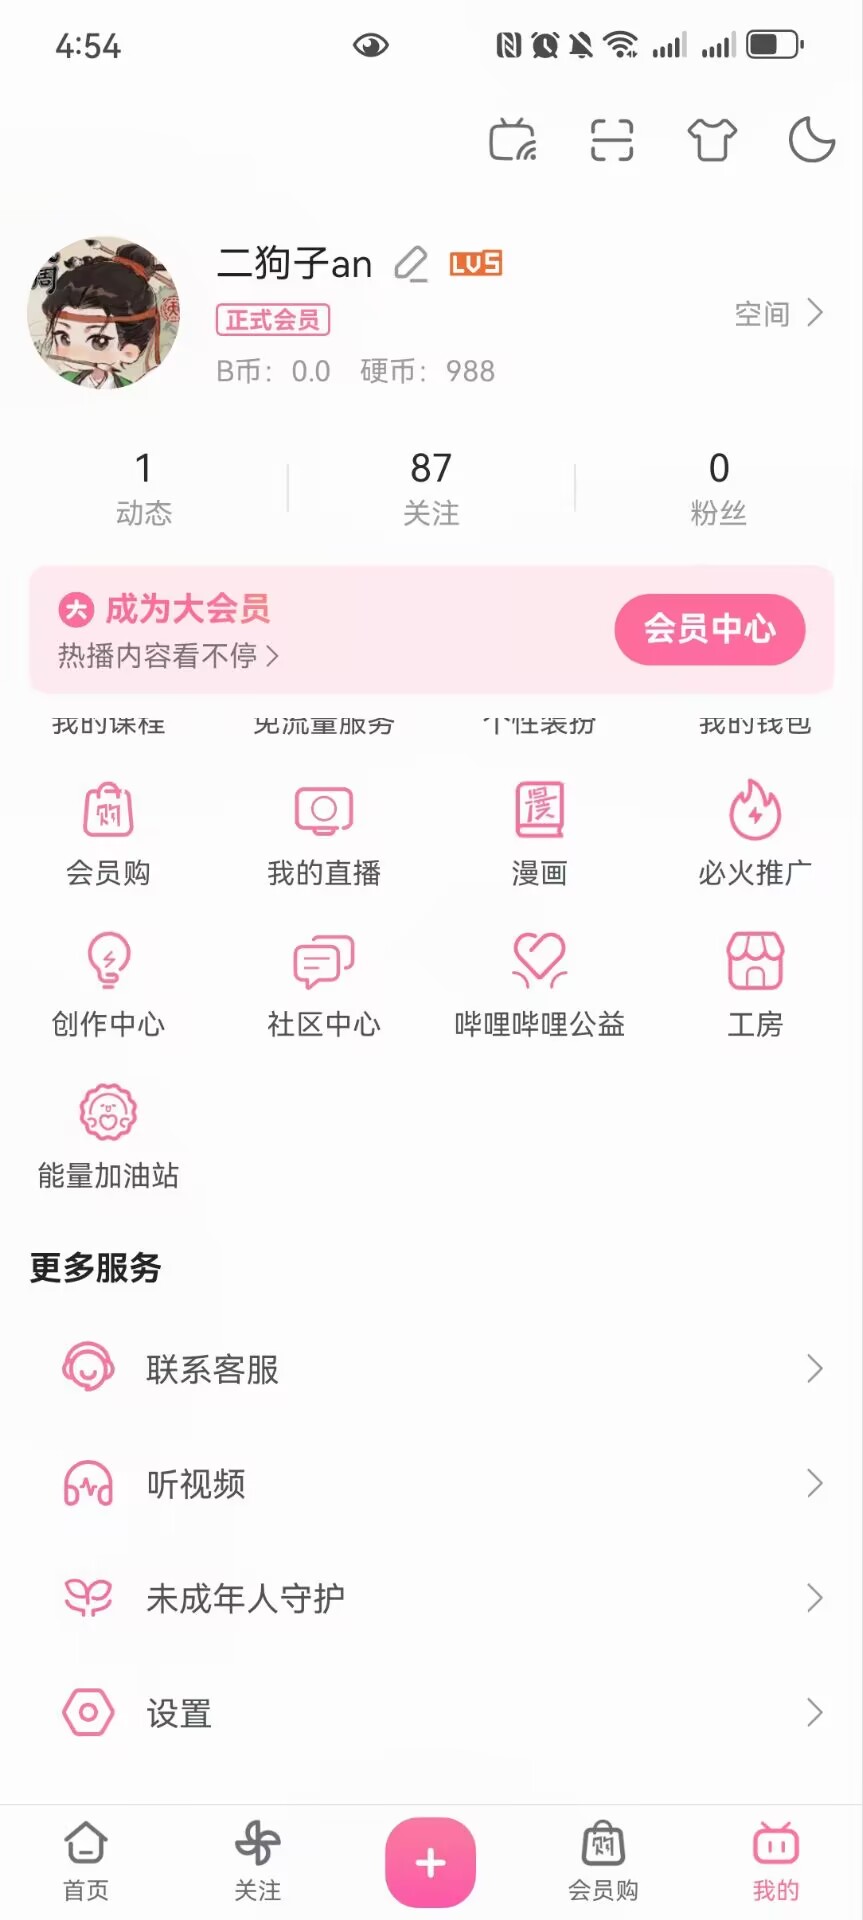 4:54
二狗子an LV5
正式会员
空间
B币： 0.0 硬币： 988
1 87 0
动态 关注 粉丝
大 成为大会员
会员中心
热播内容看不停
我的课程 免流量服务 个性装扮 我的钱包
购 漫
会员购 我的直播 漫画 必火推广
创作中心 社区中心 哔哩哔哩公益 工房
能量加油站
更多服务
联系客服
听视频
未成年人守护
设置
购
首页 关注 会员购 我的